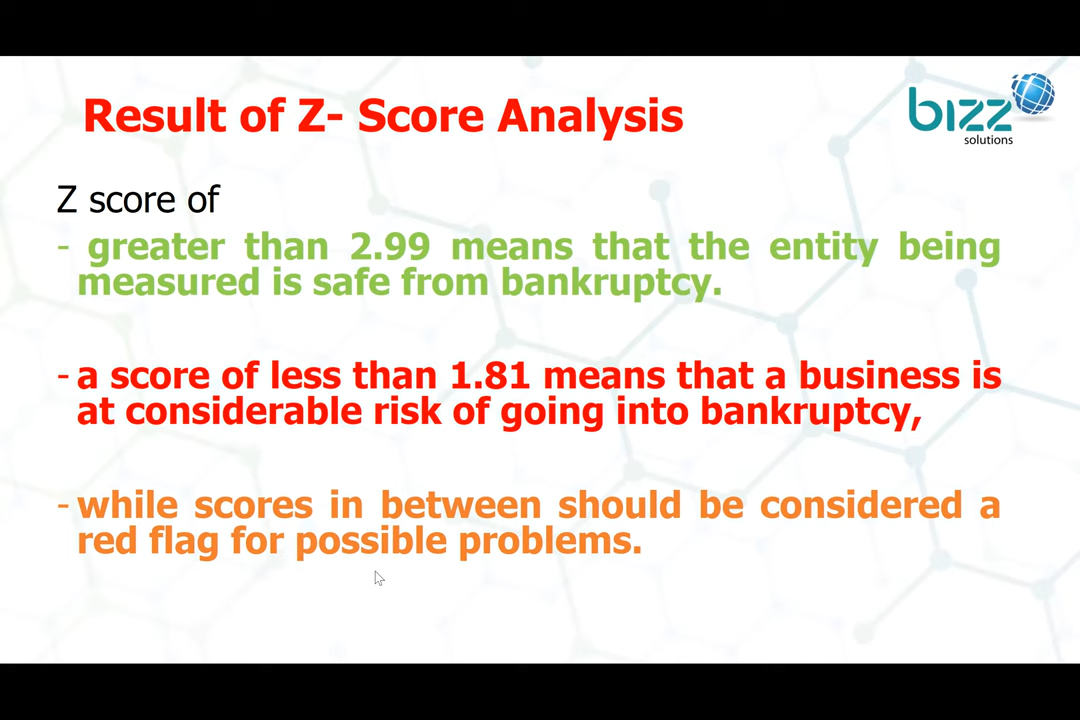 Result of Z- Score Analysis
bizz
solutions
Z score of
- greater than 2.99 means that the entity being
measured is safe from bankruptcy.
- a score of less than 1.81 means that a business is
at considerable risk of going into bankruptcy,
- while scores in between should be considered a
red flag for possible problems.